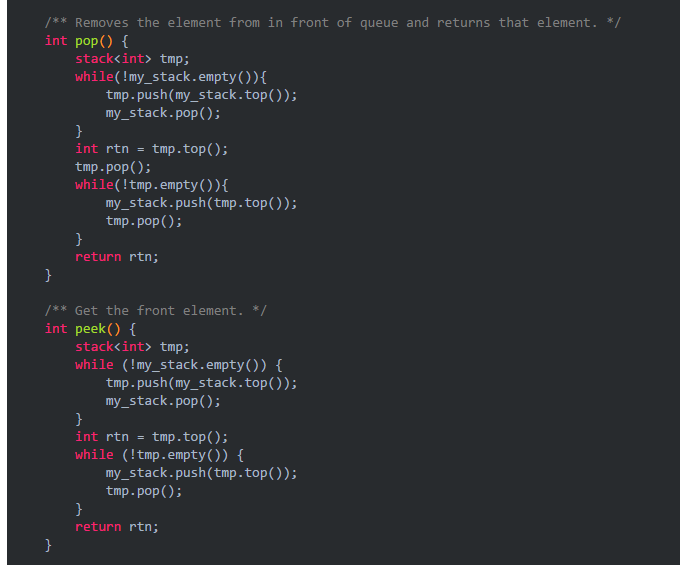 /** Removes the element from in front of queue and returns that element. */
int pop() {
stack<int> tmp;
while(!my_stack.empty()){
tmp.push(my_stack.top());
my_stack.pop();
}
int rtn = tmp.top();
tmp.pop();
while(!tmp.empty()){
my_stack.push(tmp.top());
tmp.pop();
}
return rtn;
}
/** Get the front element. */
int peek() {
stack<int> tmp;
while (!my_stack.empty()) {
tmp.push(my_stack.top());
my_stack.pop();
}
int rtn = tmp.top();
while (!tmp.empty()) {
my_stack.push(tmp.top());
tmp.pop();
}
return rtn;
}